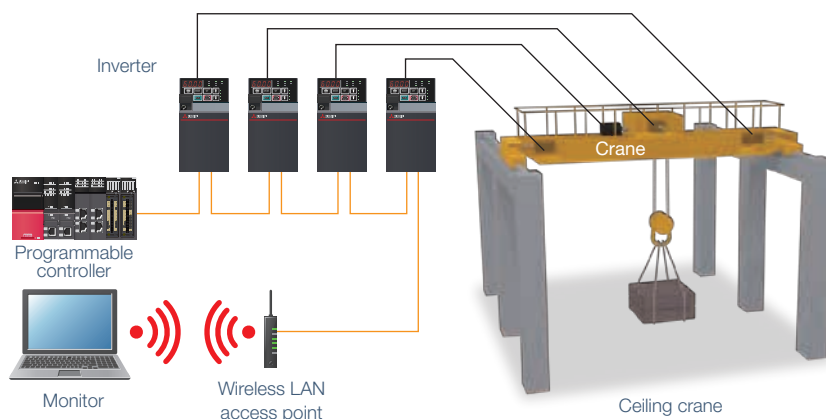 Inverter
Crane
Programmable
controller
Monitor
Wireless LAN
access point
Ceiling crane